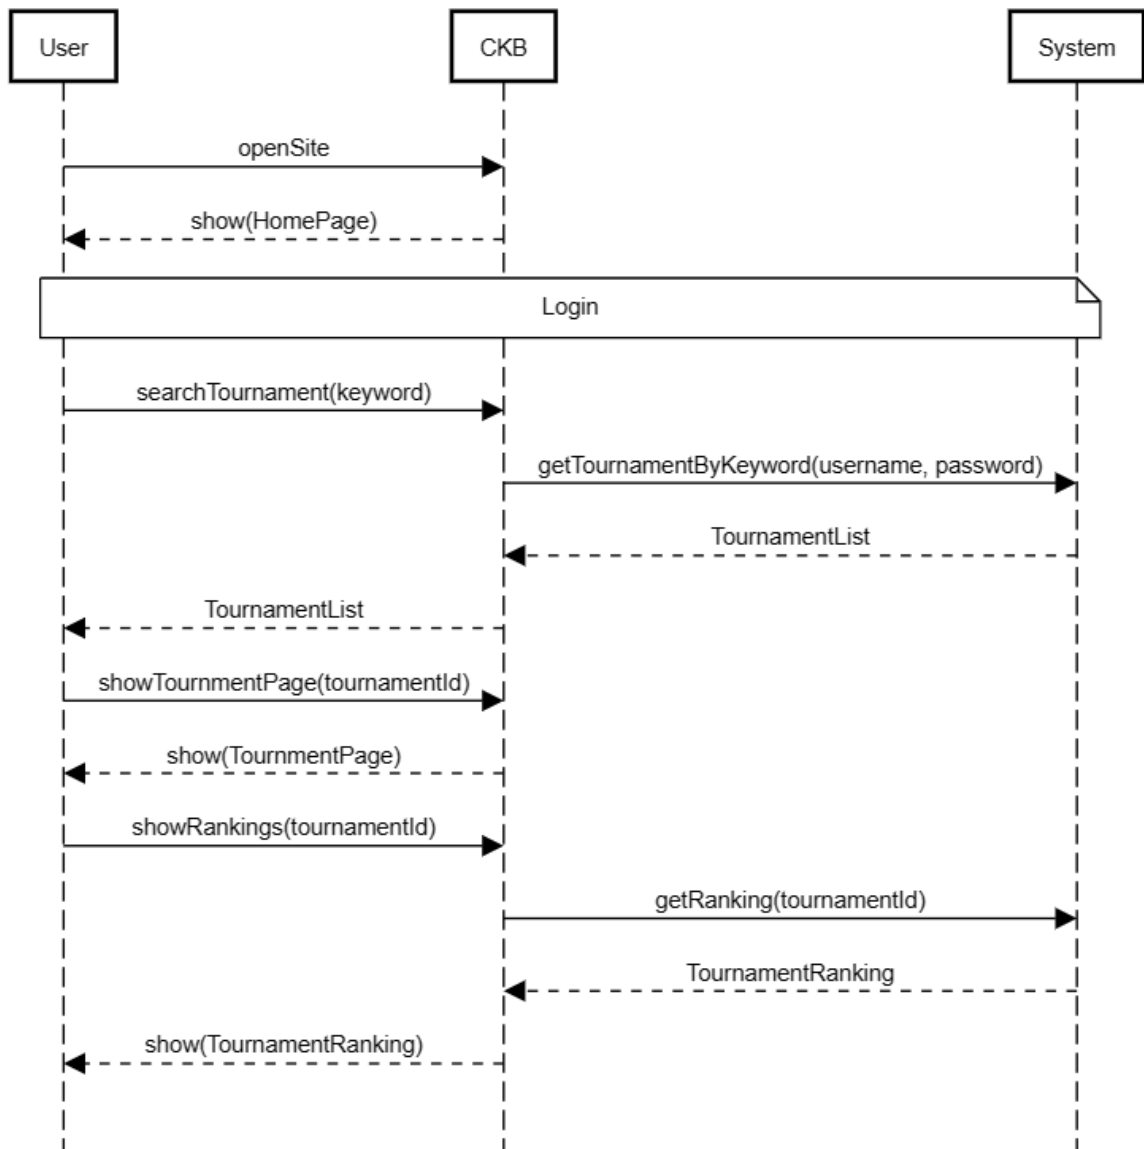 User
CKB
System
openSite
show(HomePage)
Login
searchTournament(keyword)
getTournamentByKeyword(username, password)
TournamentList
TournamentList
showTournmentPage(tournamentId)
show(TournmentPage)
showRankings(tournamentId)
getRanking(tournamentId)
TournamentRanking
show(TournamentRanking)